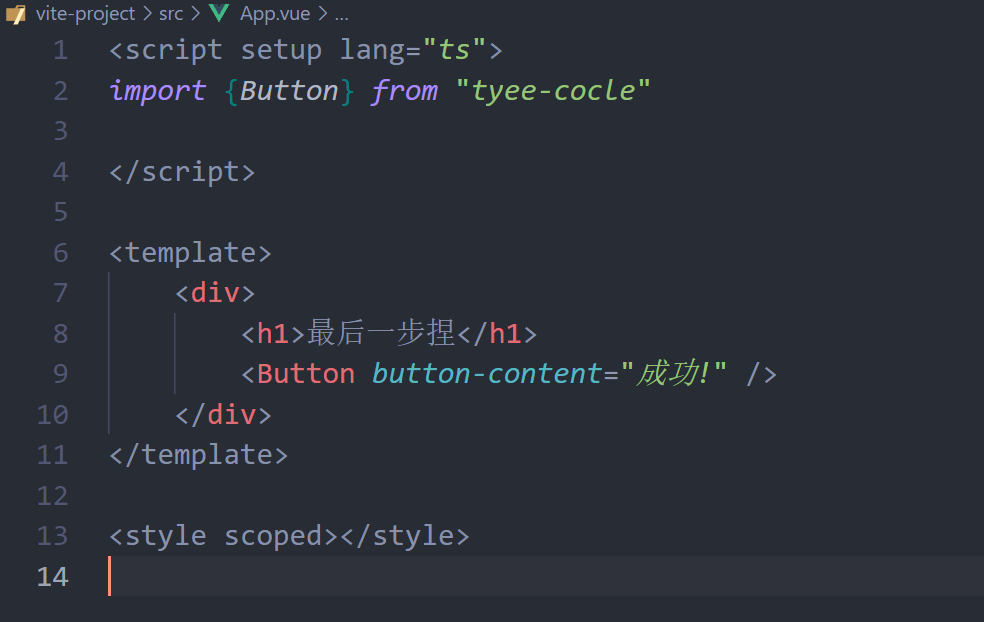 vite-project > src > App.vue > ...
1 <script setup lang="ts">
2 import {Button} from "tyee-cocle"
3
4 </script>
5
6 <template>
7     <div>
8         <h1>最后一步捏</h1>
9         <Button button-content="成功!" />
10     </div>
11 </template>
12
13 <style scoped></style>
14